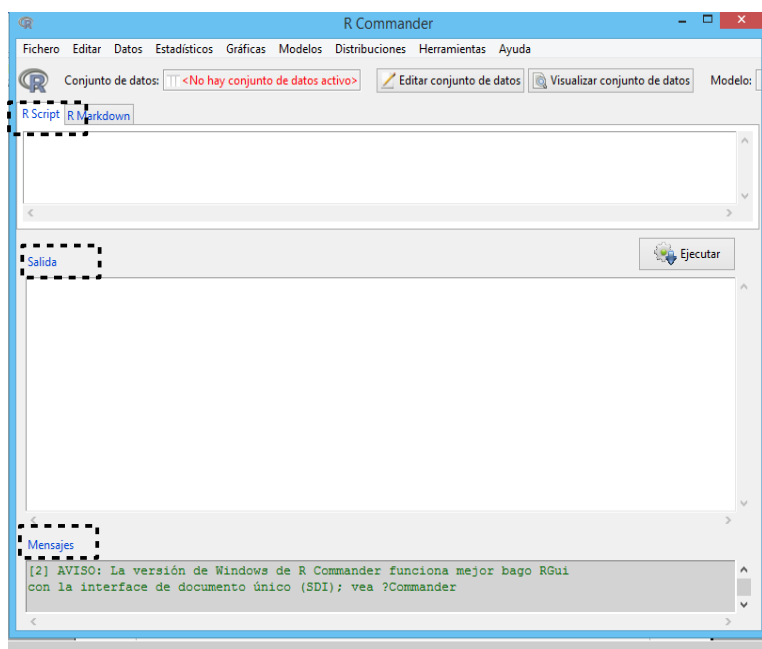 R Commander
Fichero Editar Datos Estadísticos Gráficas Modelos Distribuciones Herramientas Ayuda
R Conjunto de datos: <No hay conjunto de datos activo> Editar conjunto de datos Visualizar conjunto de datos Modelo:
R Script R Markdown
Ejecutar
Salida
Mensajes
[2] AVISO: La versión de Windows de R Commander funciona mejor bago RGui
con la interface de documento único (SDI); vea ?Commander